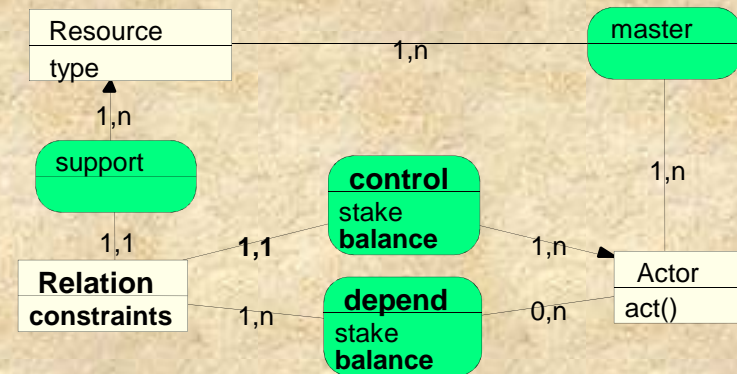 Resource
type
1,n
master
1,n
support
1,n
control
stake
balance
1,1
1,1
1,n
Relation
constraints
Actor
act()
1,n
depend
stake
balance
0,n